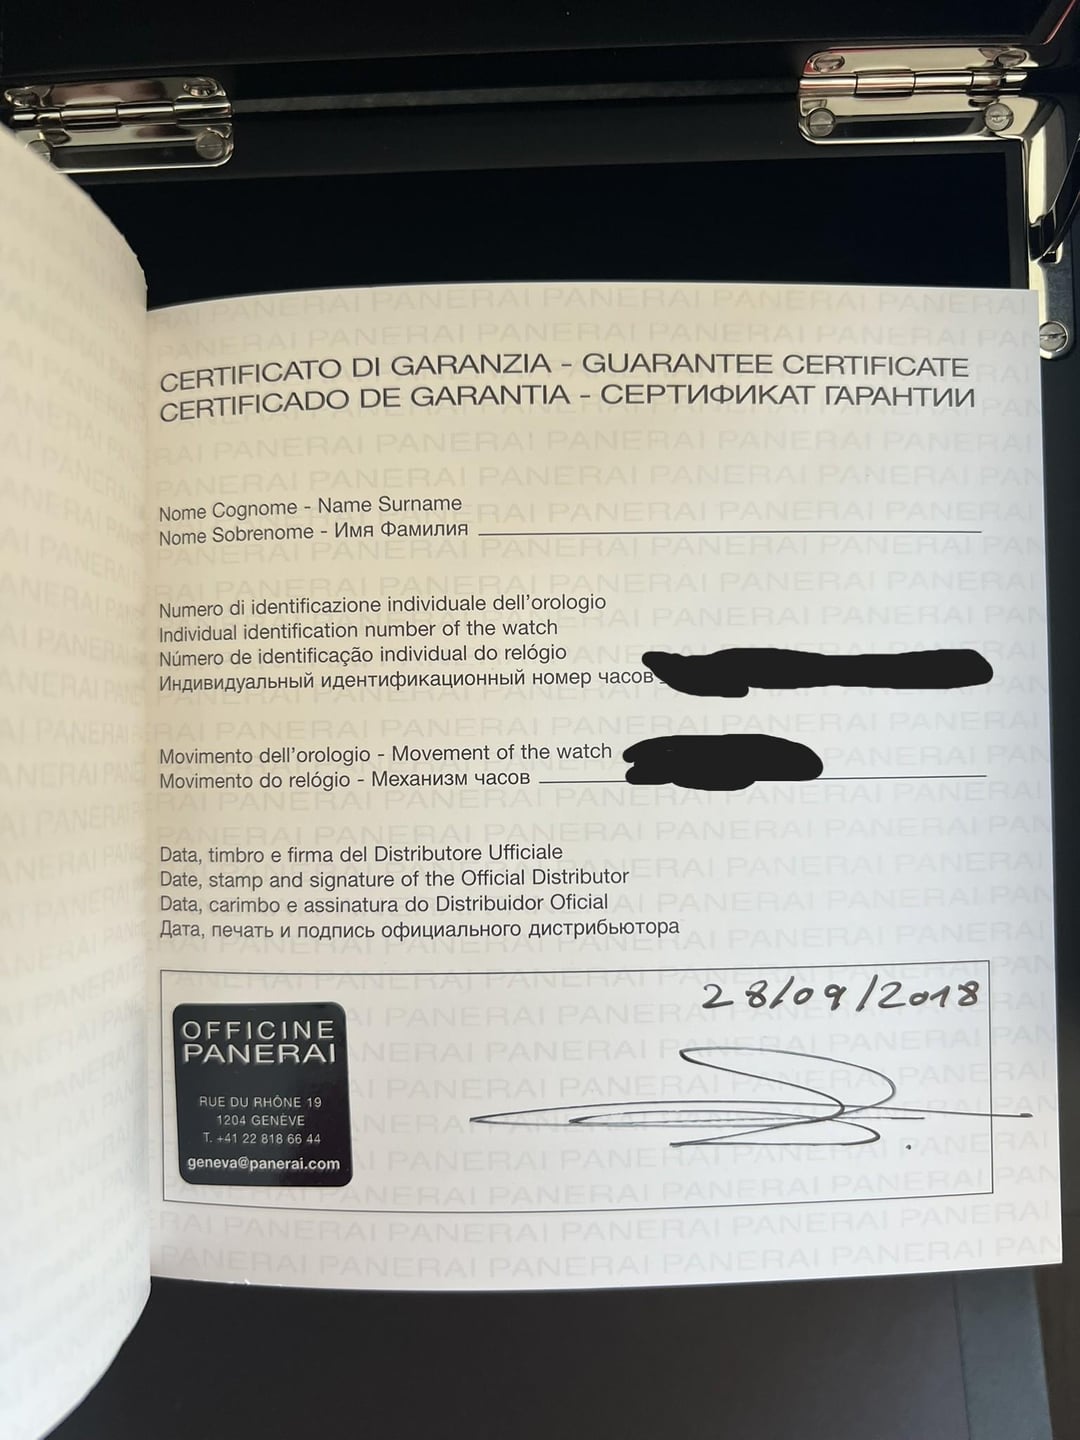 CERTIFICATO DI GARANZIA - GUARANTEE CERTIFICATE
CERTIFICADO DE GARANTIA - СЕРТИФИКАТ ГАРАНТИИ
Nome Cognome - Name Surname
Nome Sobrenome - Имя Фамилия
Numero di identificazione individuale dell'orologio
Individual identification number of the watch
Número de identificação individual do relógio
Индивидуальный идентификационный номер часов
Movimento dell'orologio - Movement of the watch
Movimento do relógio - Механизм часов
Data, timbro e firma del Distributore Ufficiale
Date, stamp and signature of the Official Distributor
Data, carimbo e assinatura do Distribuidor Oficial
Дата, печать и подпись официального дистрибьютора
28/09/2018
OFFICINE
PANERAI
RUE DU RHÔNE 19
1204 GENÈVE
T. +41 22 818 66 44
geneva@panerai.com